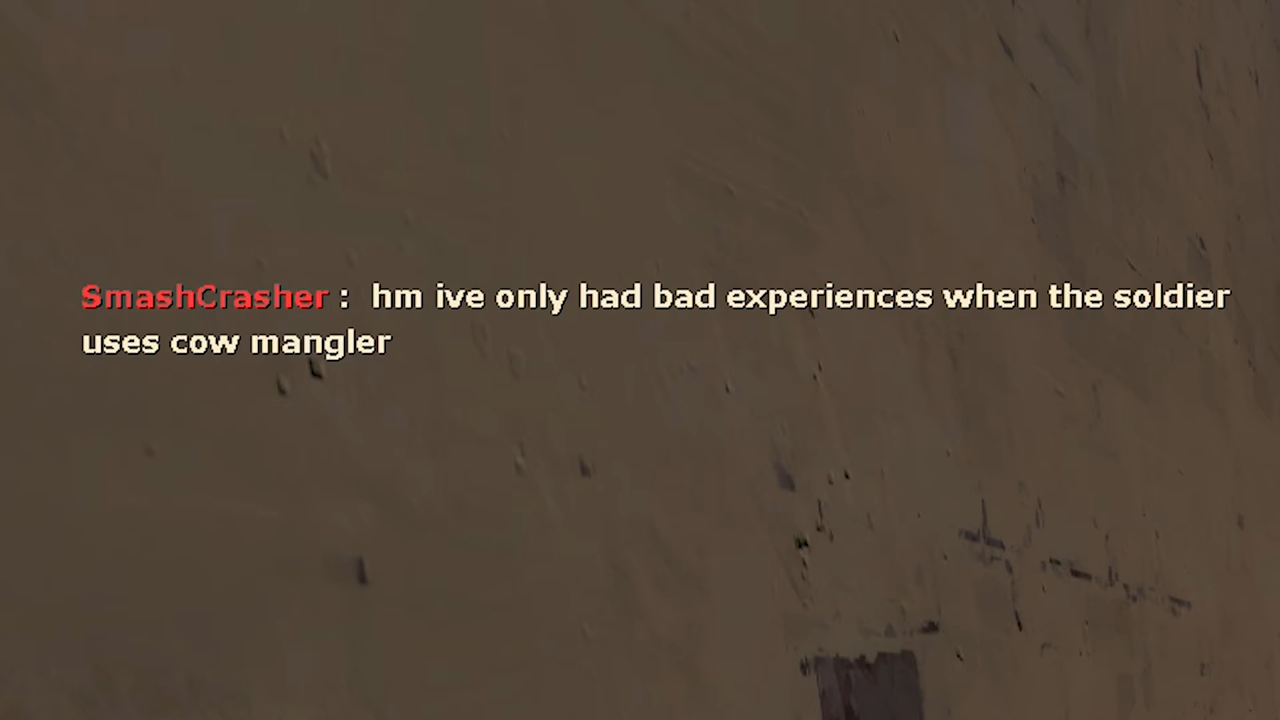 SmashCrasher :  hm ive only had bad experiences when the soldier
uses cow mangler